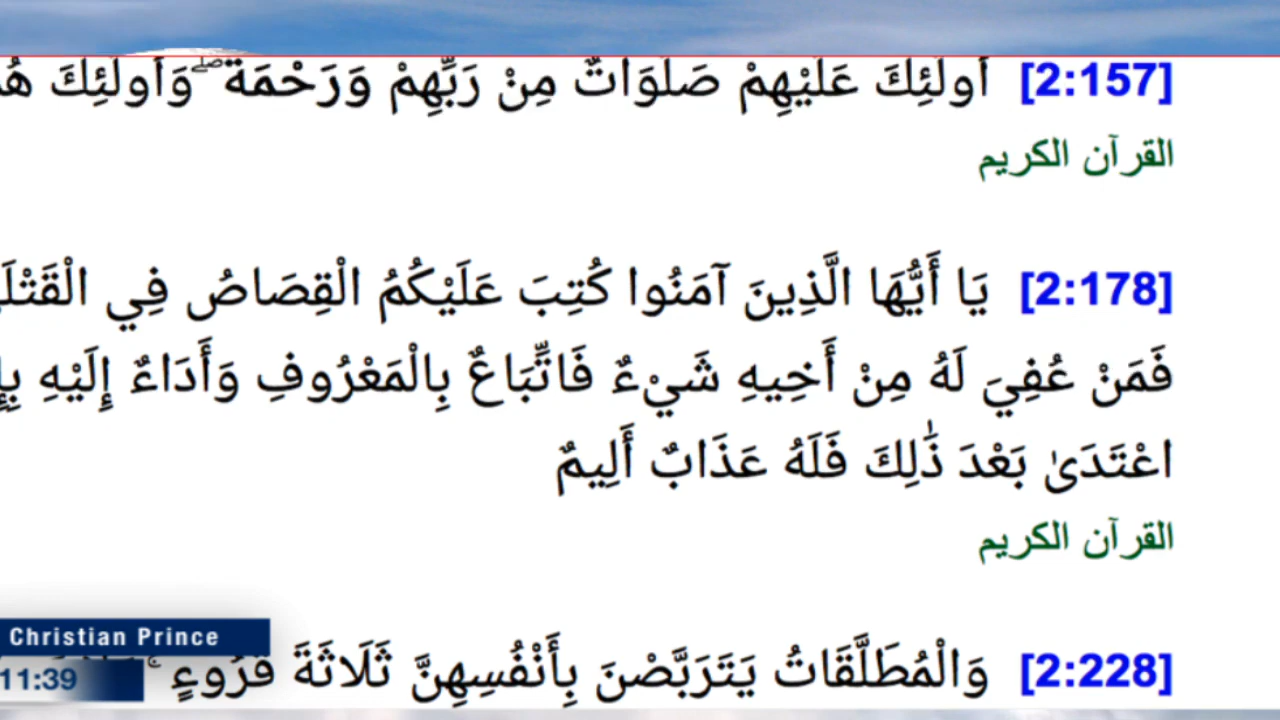 [2:157] أُولَٰئِكَ عَلَيْهِمْ صَلَوَاتٌ مِنْ رَبِّهِمْ وَرَحْمَةٌ ۖ وَأُولَٰئِكَ
القرآن الكريم
[2:178] يَا أَيُّهَا الَّذِينَ آمَنُوا كُتِبَ عَلَيْكُمُ الْقِصَاصُ فِي
فَمَنْ عُفِيَ لَهُ مِنْ أَخِيهِ شَيْءٌ فَاتِّبَاعٌ بِالْمَعْرُوفِ وَأَدَاءٌ إِلَيْهِ
اعْتَدَىٰ بَعْدَ ذَٰلِكَ فَلَهُ عَذَابٌ أَلِيمٌ
القرآن الكريم
[2:228] وَالْمُطَلَّقَاتُ يَتَرَبَّصْنَ بِأَنْفُسِهِنَّ ثَلَاثَةَ قُرُوءٍ ۚ
Christian Prince
11:39